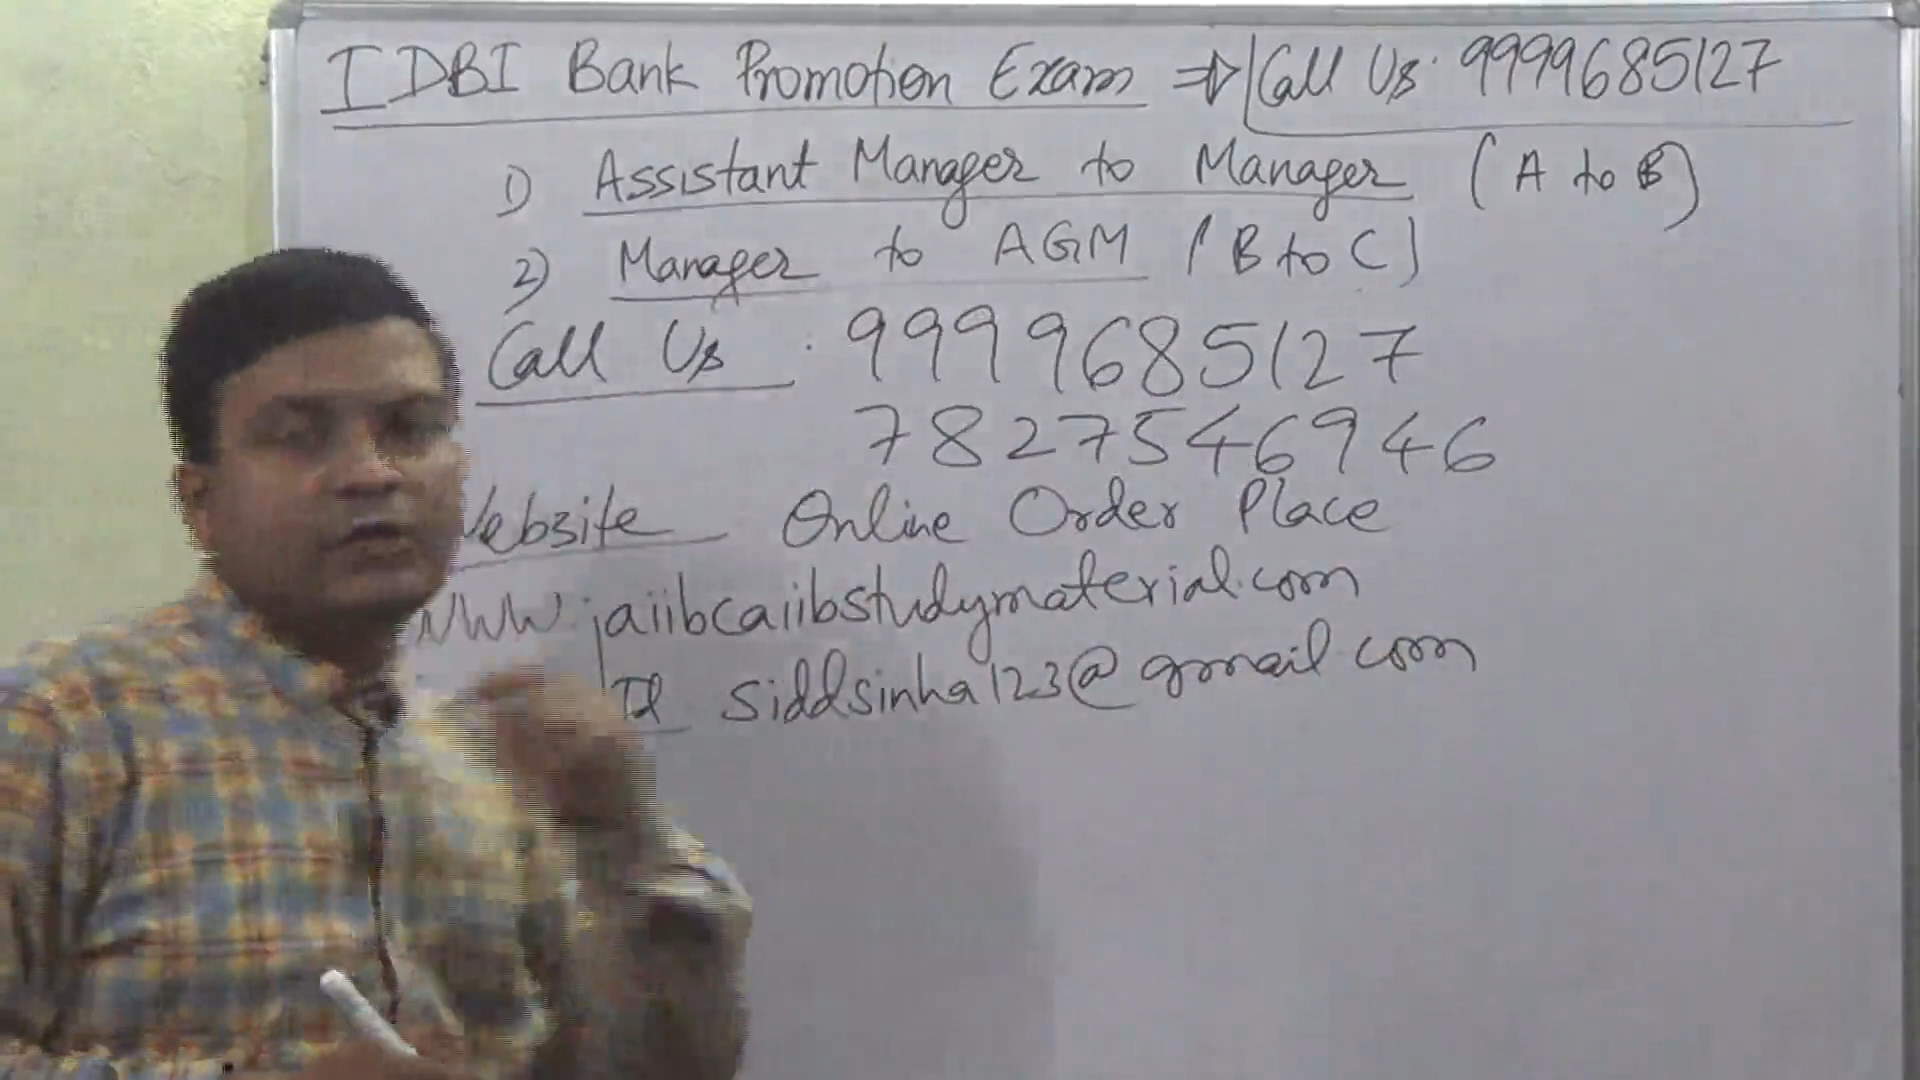 IDBI Bank Promotion Exam ⇒ Call Us: 9999685127
1) Assistant Manager to Manager (A to B)
2) Manager to AGM (B to C)
Call Us : 9999685127
7827546946
Website Online Order Place
www.jaiibcaiibstudymaterial.com
Id siddsinha123@gmail.com